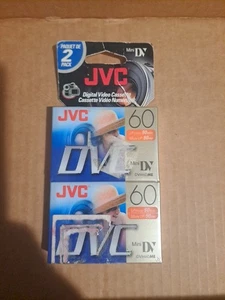 PAQUET DE
2
PACK
JVC
Mini DV
Digital Video Cassette
Cassette Vidéo Numérique
JVC
60
DVC
Mini DV
JVC
60
DVC
Mini DV